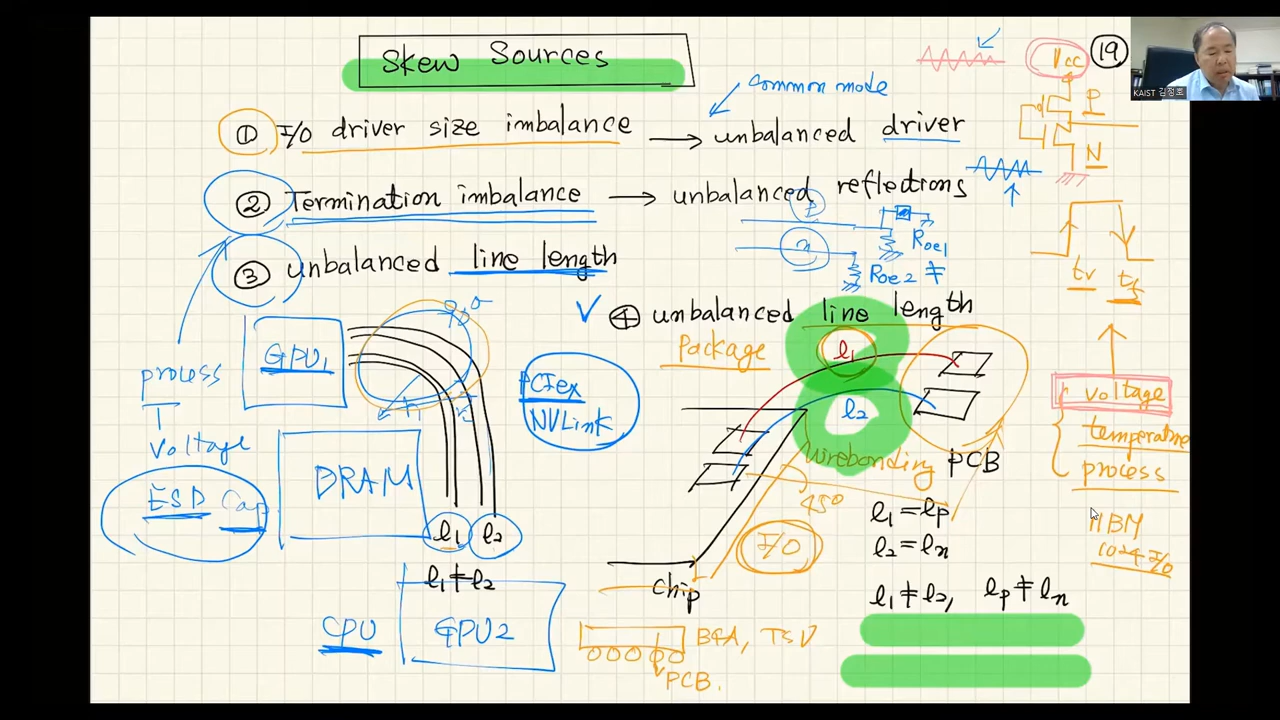 Skew Sources
19
KAIST 김정호
Vcc
P
N
common mode
① I/O driver size imbalance → unbalanced driver
② Termination imbalance → unbalanced reflections
P
n
Roe1
Roe2 ≠
tr
tf
③ unbalanced line length
④ unbalanced line length
Package
l1
l2
GPU1
process
T
voltage
ESD Cap
DRAM
r1
r2
PCIex
NVLink
l1
l2
l1 ≠ l2
CPU
GPU2
wirebonding
PCB
45°
I/O
Chip
l1 = lp
l2 = ln
l1 ≠ l2, lp ≠ ln
BGA, TSV
PCB.
voltage
temperature
process
HBM
1024 I/O